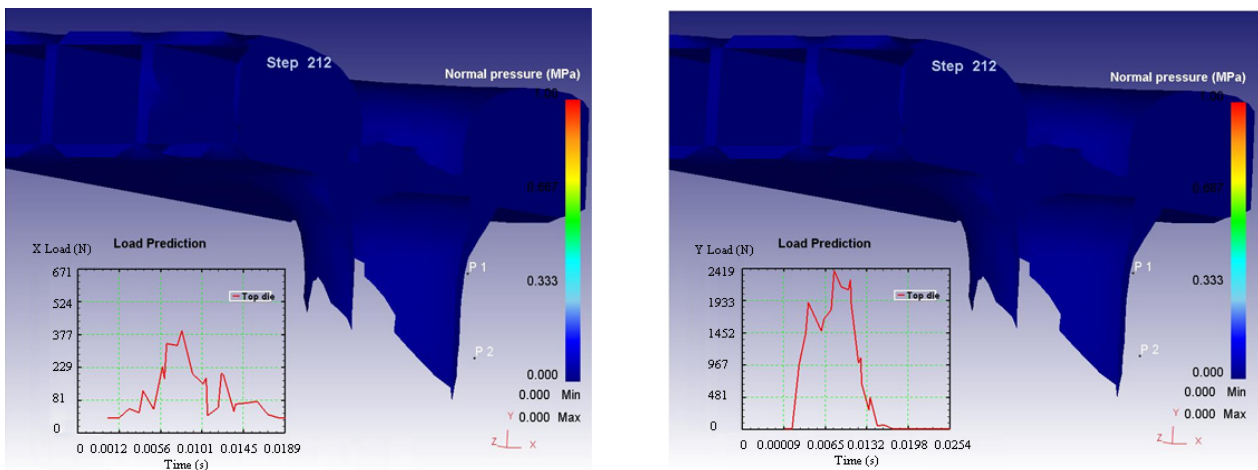 Step 212
Normal pressure (MPa)
1.00
0.667
0.333
0.000
0.000 Min
0.000 Max
P 1
P 2
Y
Z X
X Load (N)
Load Prediction
671
524
377
229
81
0
Top die
0 0.0012 0.0056 0.0101 0.0145 0.0189
Time (s)
Step 212
Normal pressure (MPa)
1.00
0.667
0.333
0.000
0.000 Min
0.000 Max
P 1
P 2
Y
Z X
Y Load (N)
Load Prediction
2419
1933
1452
967
481
0
Top die
0 0.00009 0.0065 0.0132 0.0198 0.0254
Time (s)